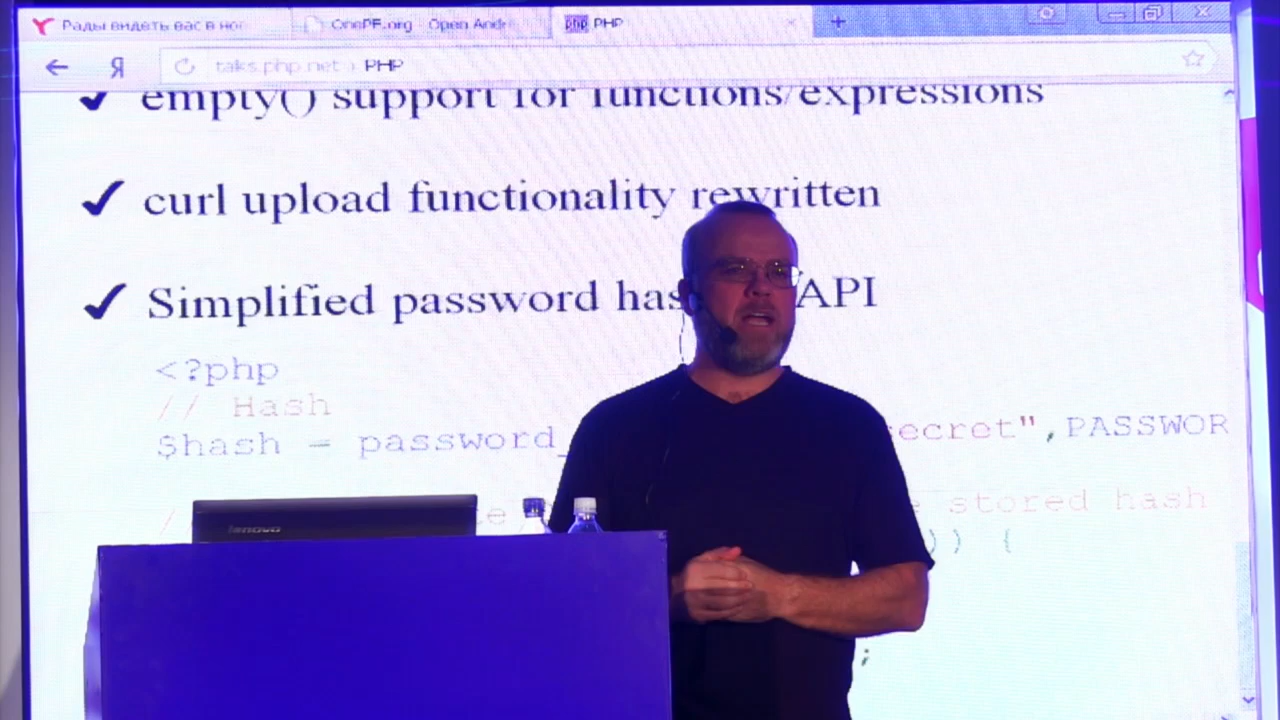 Рады видеть вас в но
OnePF.org Open Andr
php PHP
Я
talks.php.net › PHP
empty() support for functions/expressions
curl upload functionality rewritten
Simplified password has API
<?php
// Hash
$hash = password_ ecret",PASSWOR
/ e stored hash
)) {
;
lenovo